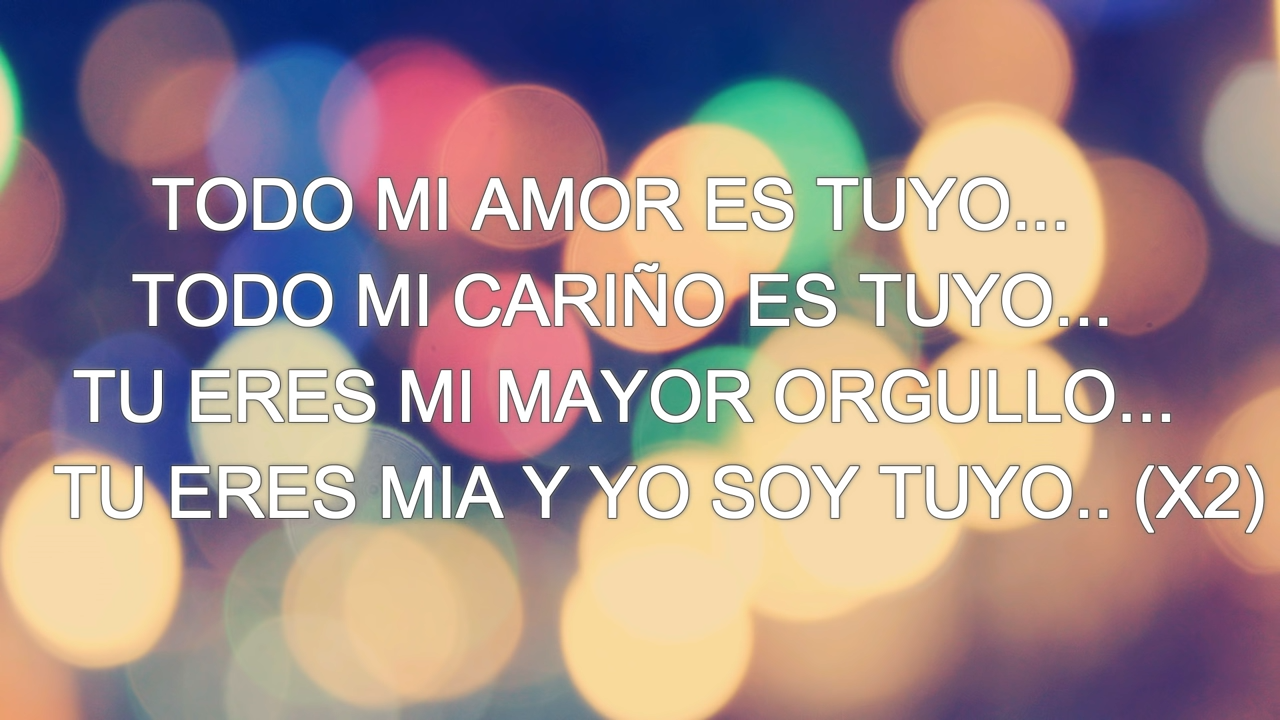 TODO MI AMOR ES TUYO...
TODO MI CARIÑO ES TUYO...
TU ERES MI MAYOR ORGULLO...
TU ERES MIA Y YO SOY TUYO.. (X2)